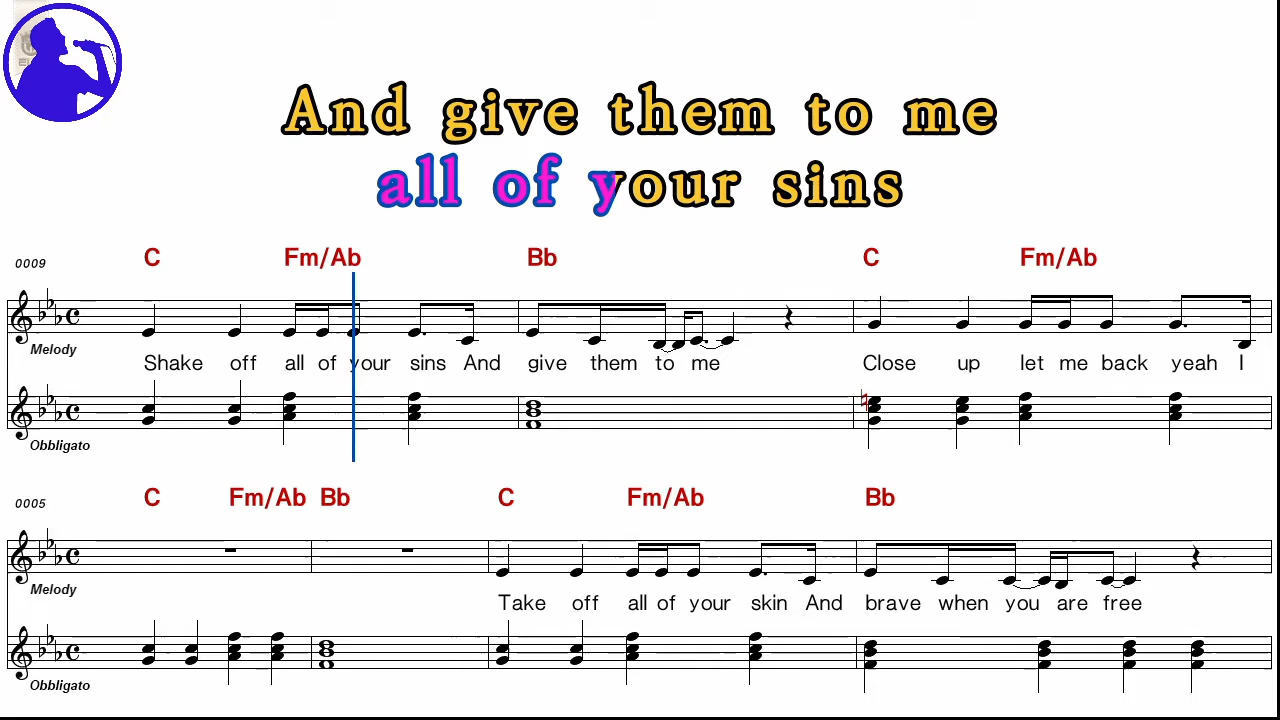 And give them to me
all of your sins
0009 C Fm/Ab Bb C Fm/Ab
Melody
Shake off all of your sins And give them to me Close up let me back yeah I
Obbligato
0005 C Fm/Ab Bb C Fm/Ab Bb
Melody
Take off all of your skin And brave when you are free
Obbligato